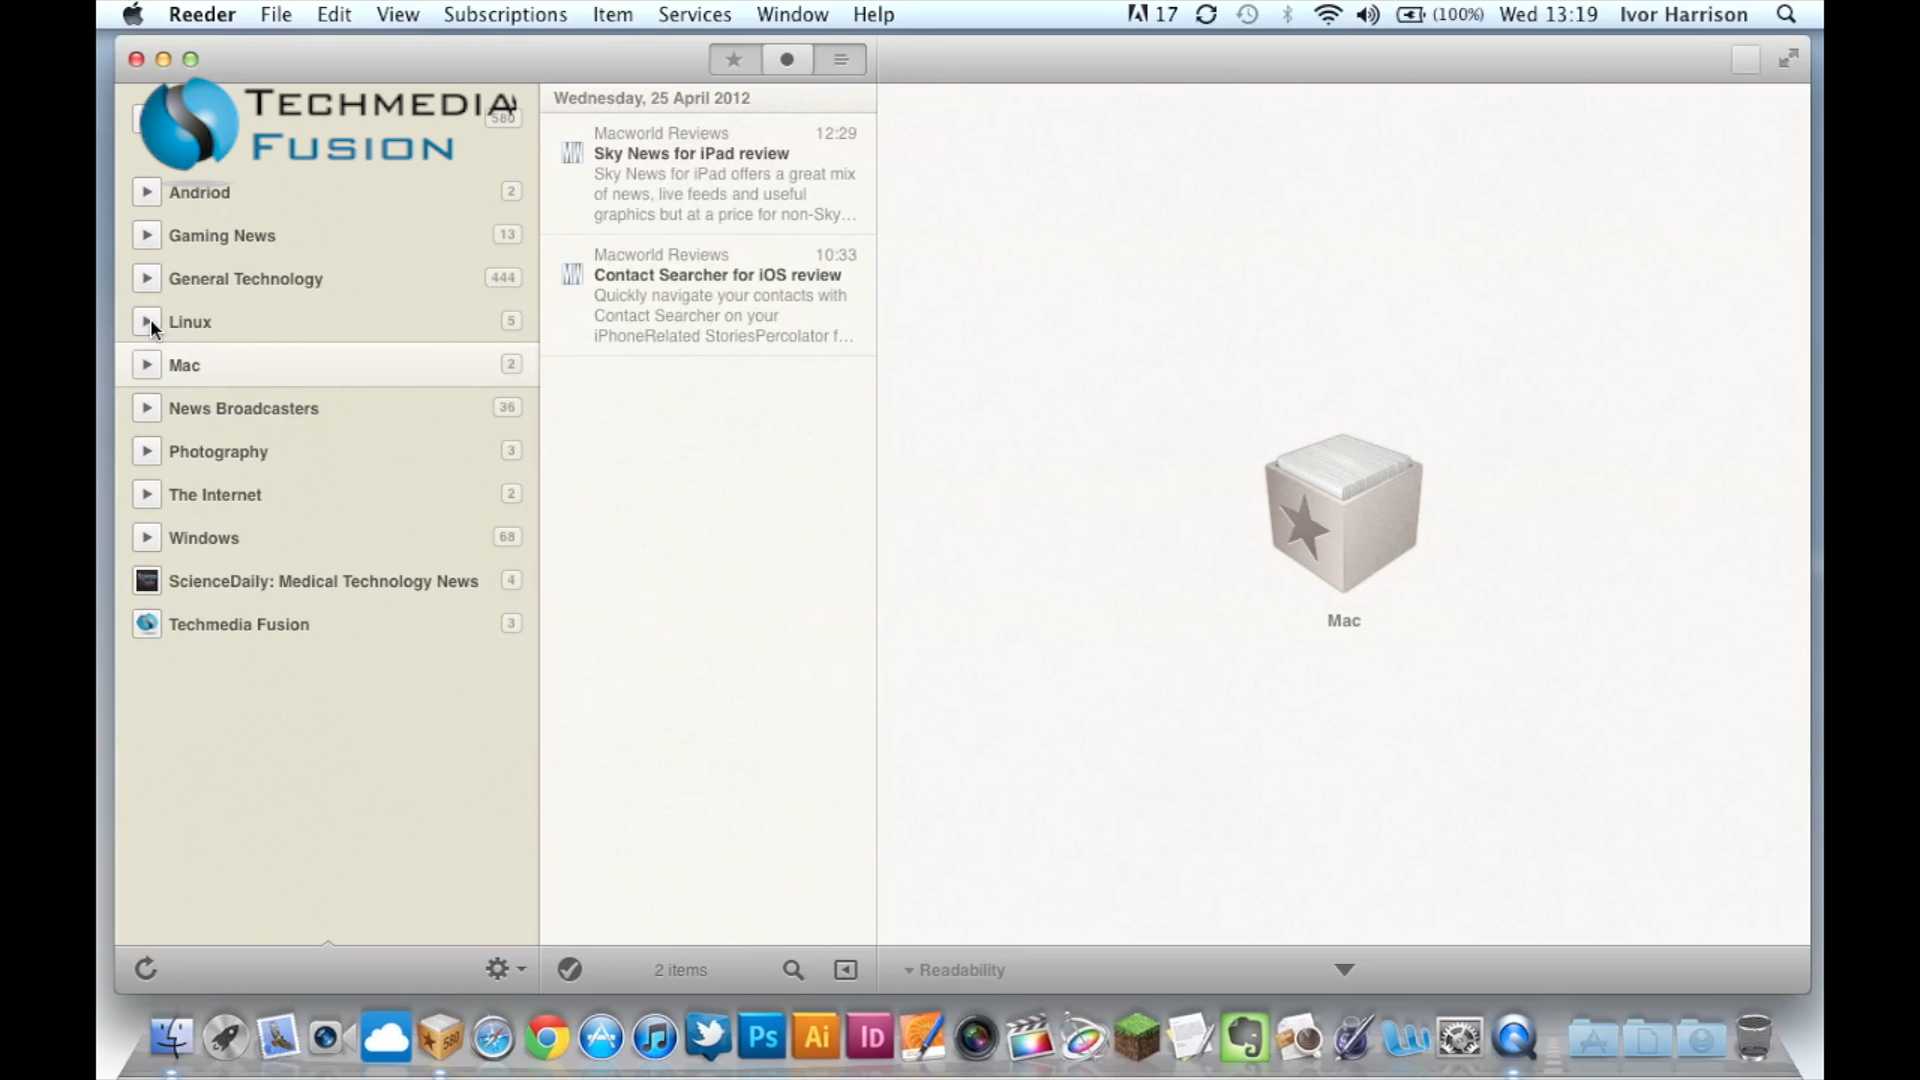 Reeder File Edit View Subscriptions Item Services Window Help 17 (100%) Wed 13:19 Ivor Harrison
TECHMEDIA
FUSION
580
Andriod 2
Gaming News 13
General Technology 444
Linux 5
Mac 2
News Broadcasters 36
Photography 3
The Internet 2
Windows 68
ScienceDaily: Medical Technology News 4
Techmedia Fusion 3
Wednesday, 25 April 2012
Macworld Reviews 12:29
Sky News for iPad review
Sky News for iPad offers a great mix
of news, live feeds and useful
graphics but at a price for non-Sky…
Macworld Reviews 10:33
Contact Searcher for iOS review
Quickly navigate your contacts with
Contact Searcher on your
iPhoneRelated StoriesPercolator f…
Mac
2 items
Readability
580
Ps
Ai
Id